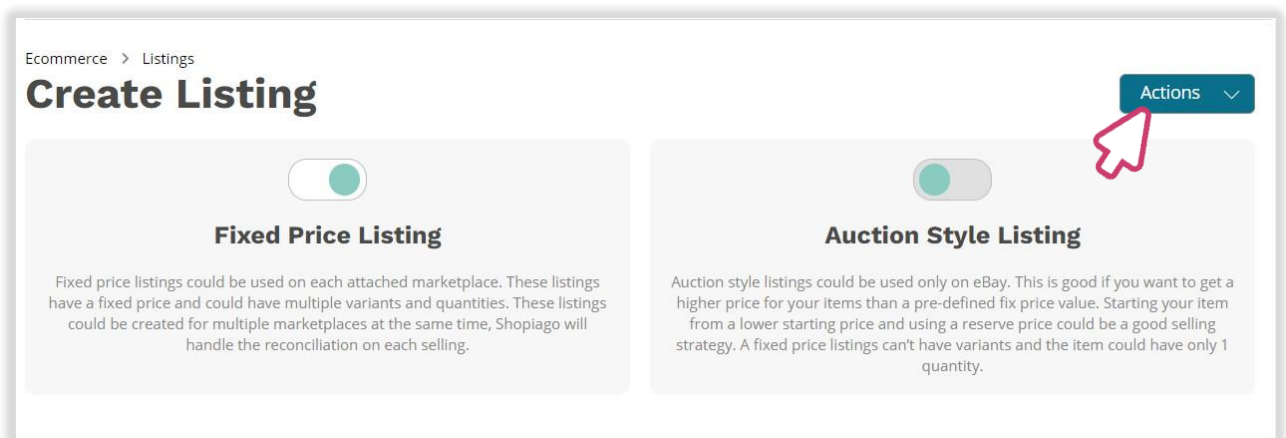 Ecommerce > Listings
Create Listing
Actions
Fixed Price Listing
Fixed price listings could be used on each attached marketplace. These listings
have a fixed price and could have multiple variants and quantities. These listings
could be created for multiple marketplaces at the same time, Shopiago will
handle the reconciliation on each selling.
Auction Style Listing
Auction style listings could be used only on eBay. This is good if you want to get a
higher price for your items than a pre-defined fix price value. Starting your item
from a lower starting price and using a reserve price could be a good selling
strategy. A fixed price listings can't have variants and the item could have only 1
quantity.